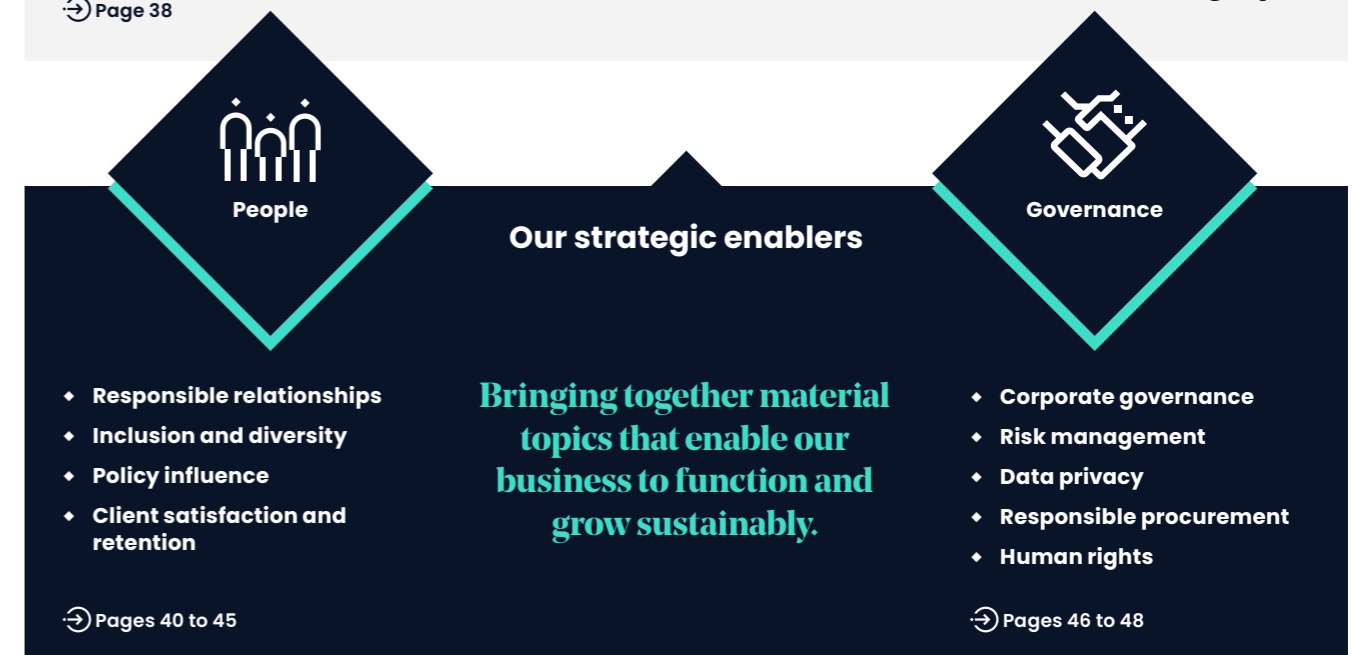 Page 38
People
Governance
Our strategic enablers
Responsible relationships
Inclusion and diversity
Policy influence
Client satisfaction and
retention
Pages 40 to 45
Bringing together material
topics that enable our
business to function and
grow sustainably.
Corporate governance
Risk management
Data privacy
Responsible procurement
Human rights
Pages 46 to 48